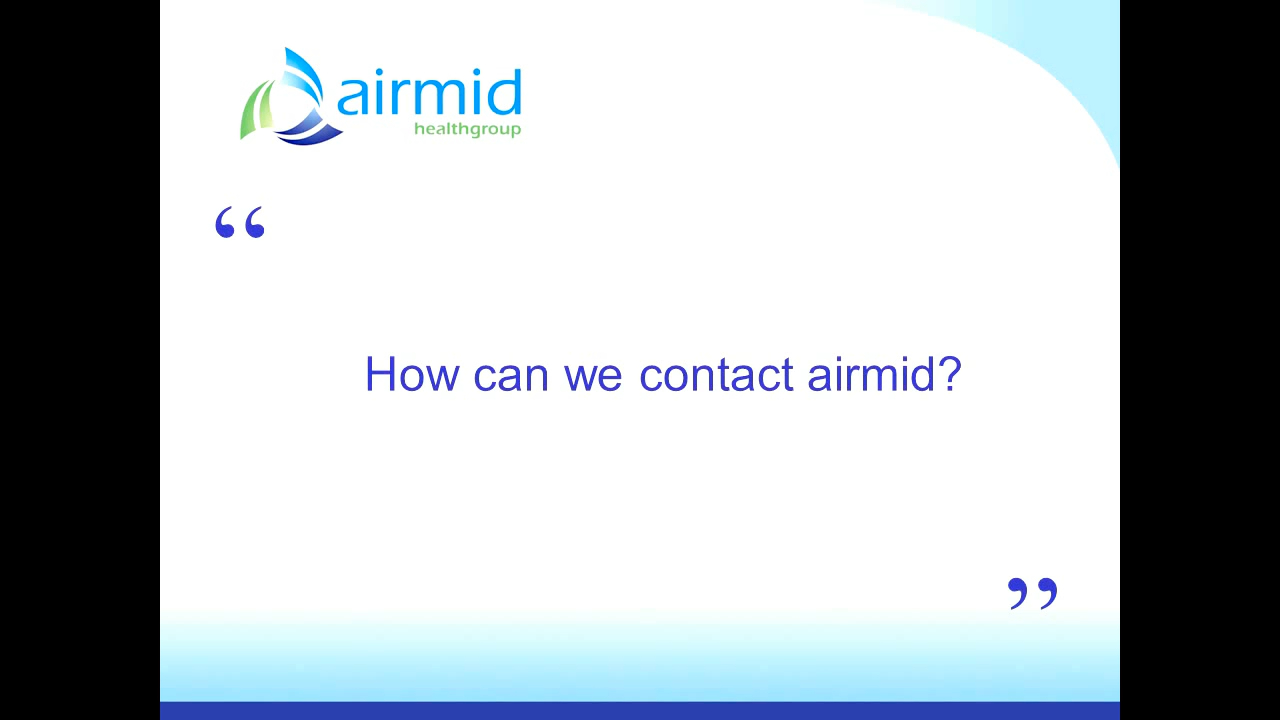 airmid
healthgroup
“
How can we contact airmid?
”